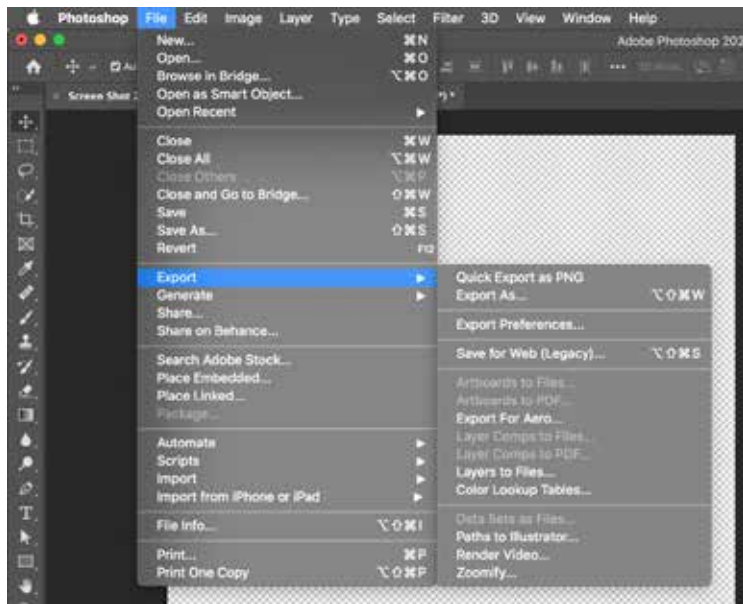 Photoshop File Edit Image Layer Type Select Filter 3D View Window Help
Adobe Photoshop 202
Screen Shot
New... ⌘N
Open... ⌘O
Browse in Bridge... ⌥⌘O
Open as Smart Object...
Open Recent
Close ⌘W
Close All ⌥⌘W
Close Others ⌥⌘P
Close and Go to Bridge... ⇧⌘W
Save ⌘S
Save As... ⇧⌘S
Revert F12
Export
Generate
Share...
Share on Behance...
Search Adobe Stock...
Place Embedded...
Place Linked...
Package...
Automate
Scripts
Import
Import from iPhone or iPad
File Info... ⌥⇧⌘I
Print... ⌘P
Print One Copy ⌥⇧⌘P
Quick Export as PNG
Export As... ⌥⇧⌘W
Export Preferences...
Save for Web (Legacy)... ⌥⇧⌘S
Artboards to Files...
Artboards to PDF...
Export For Aero...
Layer Comps to Files...
Layer Comps to PDF...
Layers to Files...
Color Lookup Tables...
Data Sets as Files...
Paths to Illustrator...
Render Video...
Zoomify...